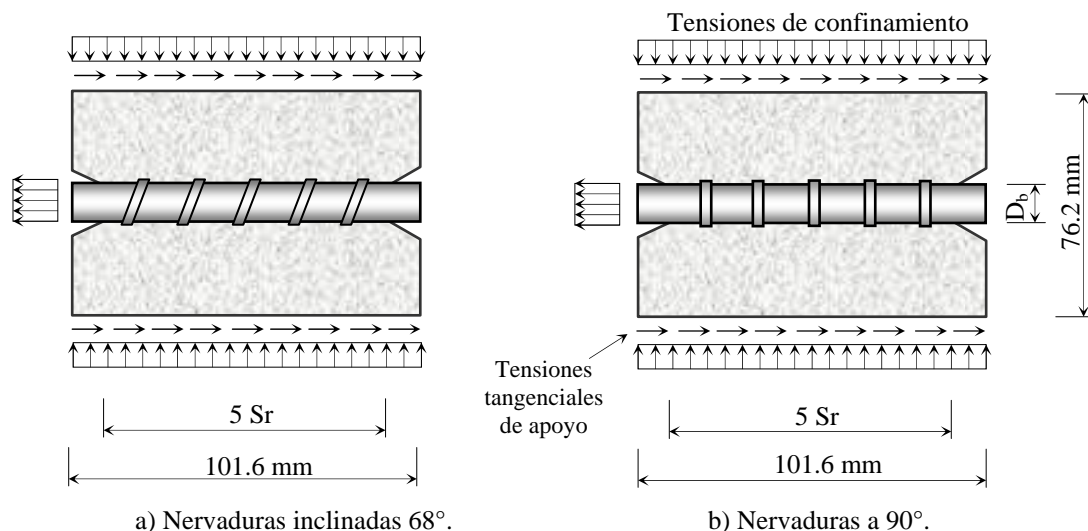 Tensiones de confinamiento
D_b
76.2 mm
Tensiones
tangenciales
de apoyo
5 Sr
101.6 mm
5 Sr
101.6 mm
a) Nervaduras inclinadas 68°.
b) Nervaduras a 90°.